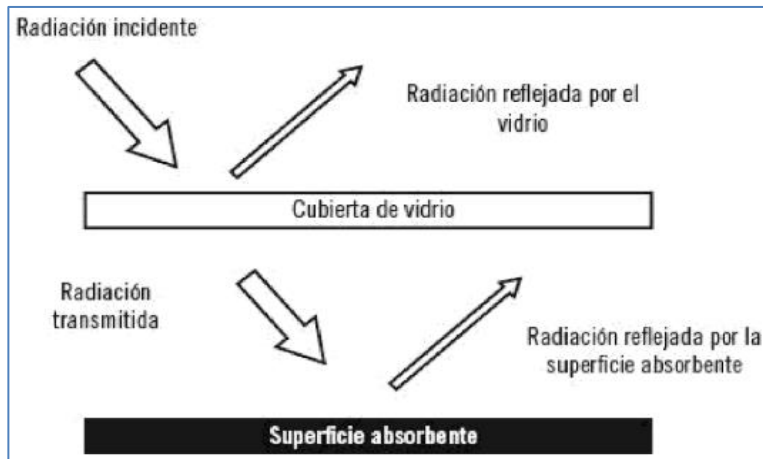 Radiación incidente
Radiación reflejada por el
vidrio
Cubierta de vidrio
Radiación
transmitida
Radiación reflejada por la
superficie absorbente
Superficie absorbente